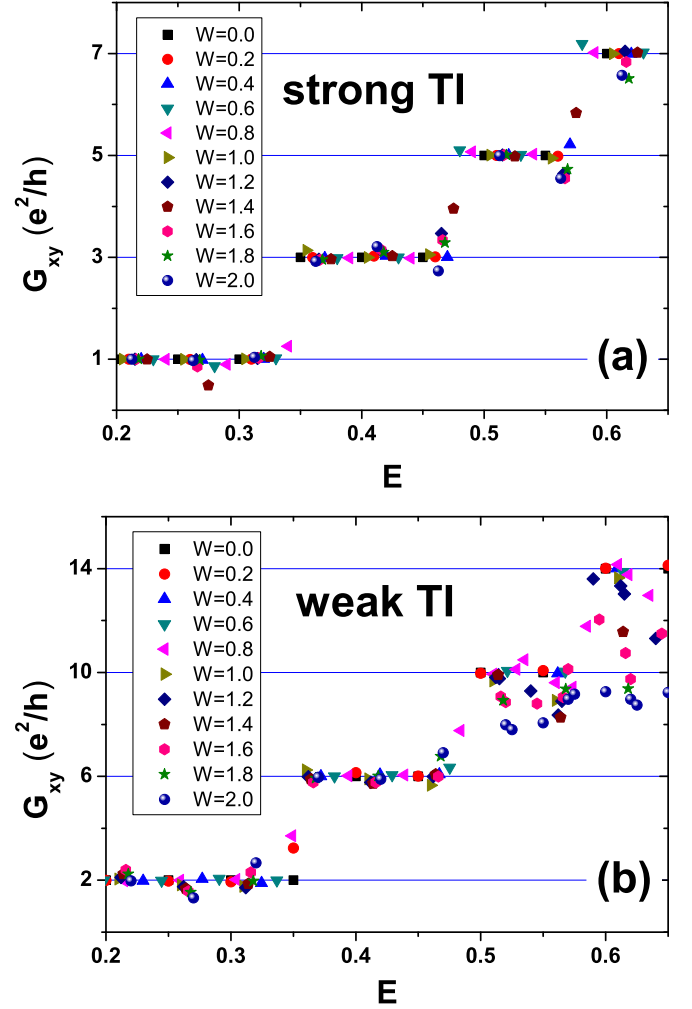 7
5
3
1
G_xy (e²/h)
W=0.0
W=0.2
W=0.4
W=0.6
W=0.8
W=1.0
W=1.2
W=1.4
W=1.6
W=1.8
W=2.0
strong TI
(a)
0.2 0.3 0.4 0.5 0.6
E
14
10
6
2
G_xy (e²/h)
W=0.0
W=0.2
W=0.4
W=0.6
W=0.8
W=1.0
W=1.2
W=1.4
W=1.6
W=1.8
W=2.0
weak TI
(b)
0.2 0.3 0.4 0.5 0.6
E